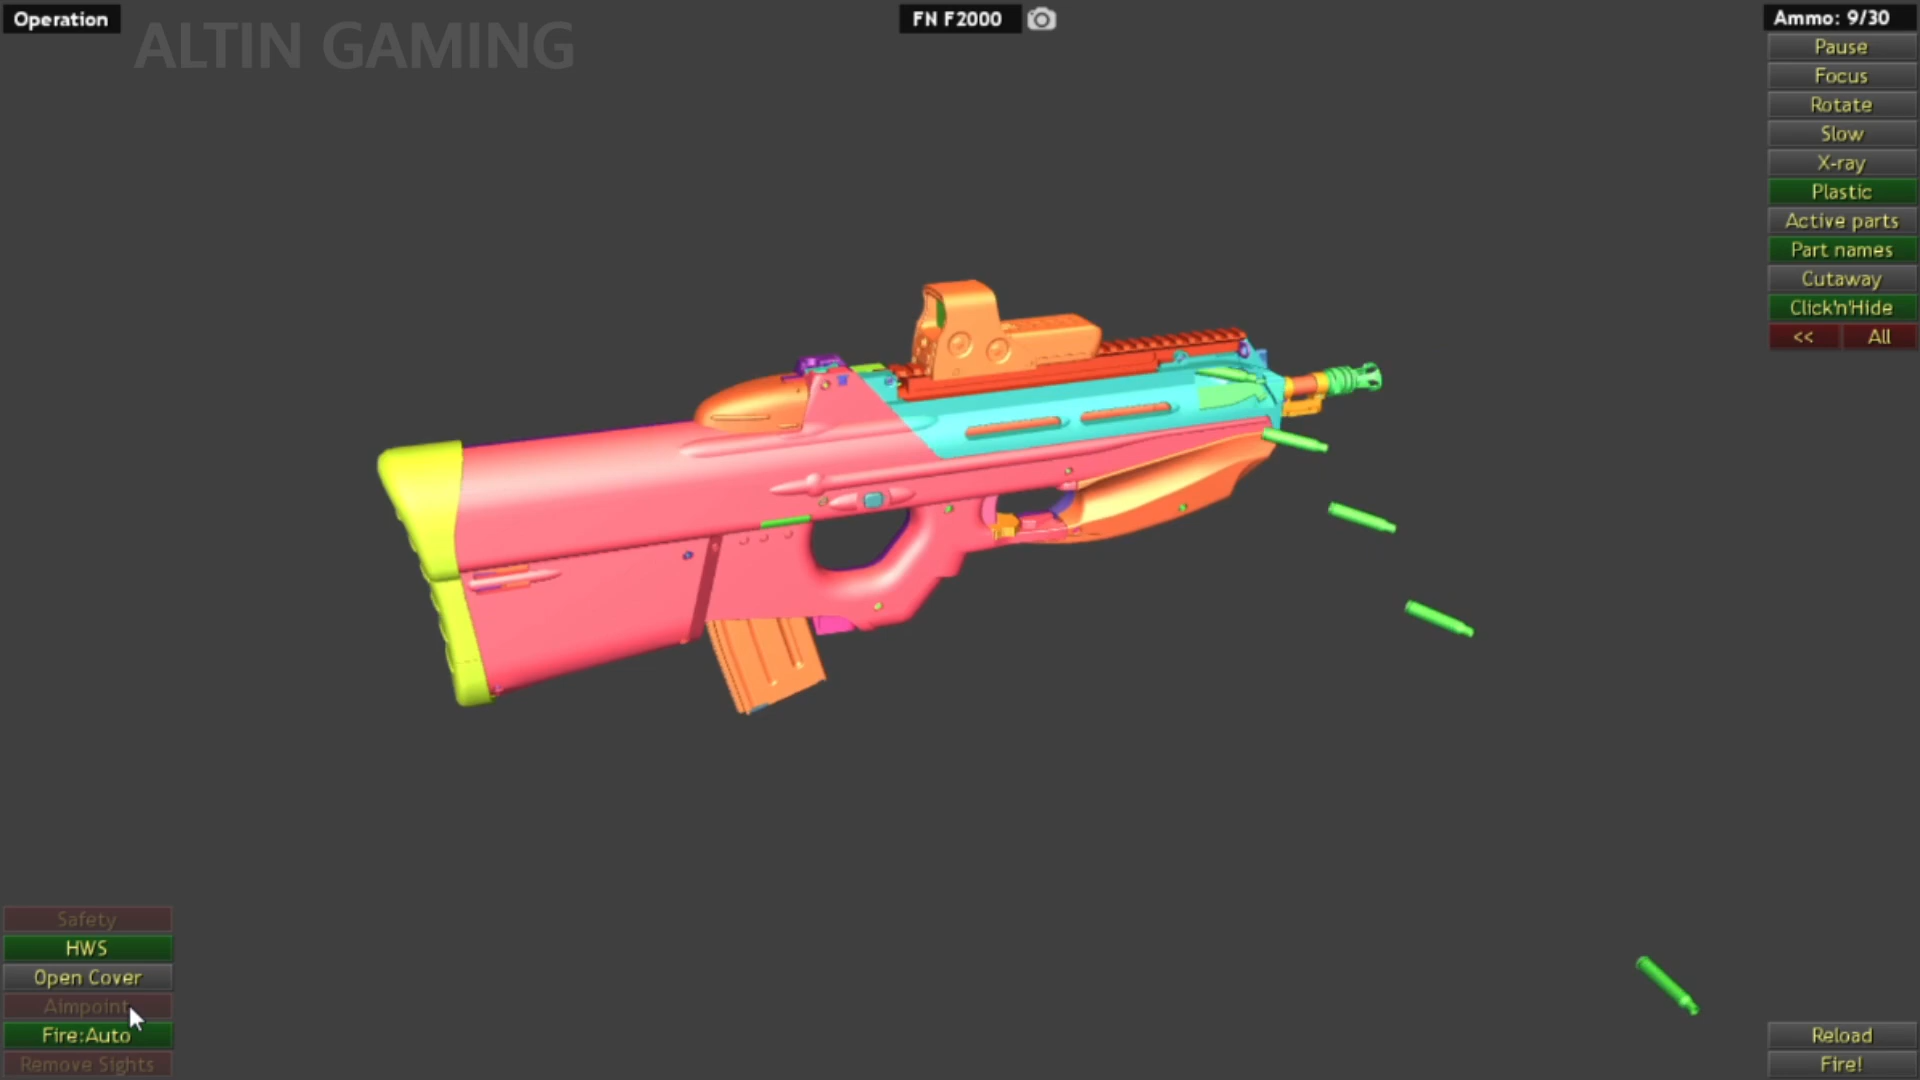 Operation
ALTIN GAMING
FN F2000
Ammo: 9/30
Pause
Focus
Rotate
Slow
X-ray
Plastic
Active parts
Part names
Cutaway
Click'n'Hide
<< All
Safety
HWS
Open Cover
Aimpoint
Fire:Auto
Remove Sights
Reload
Fire!